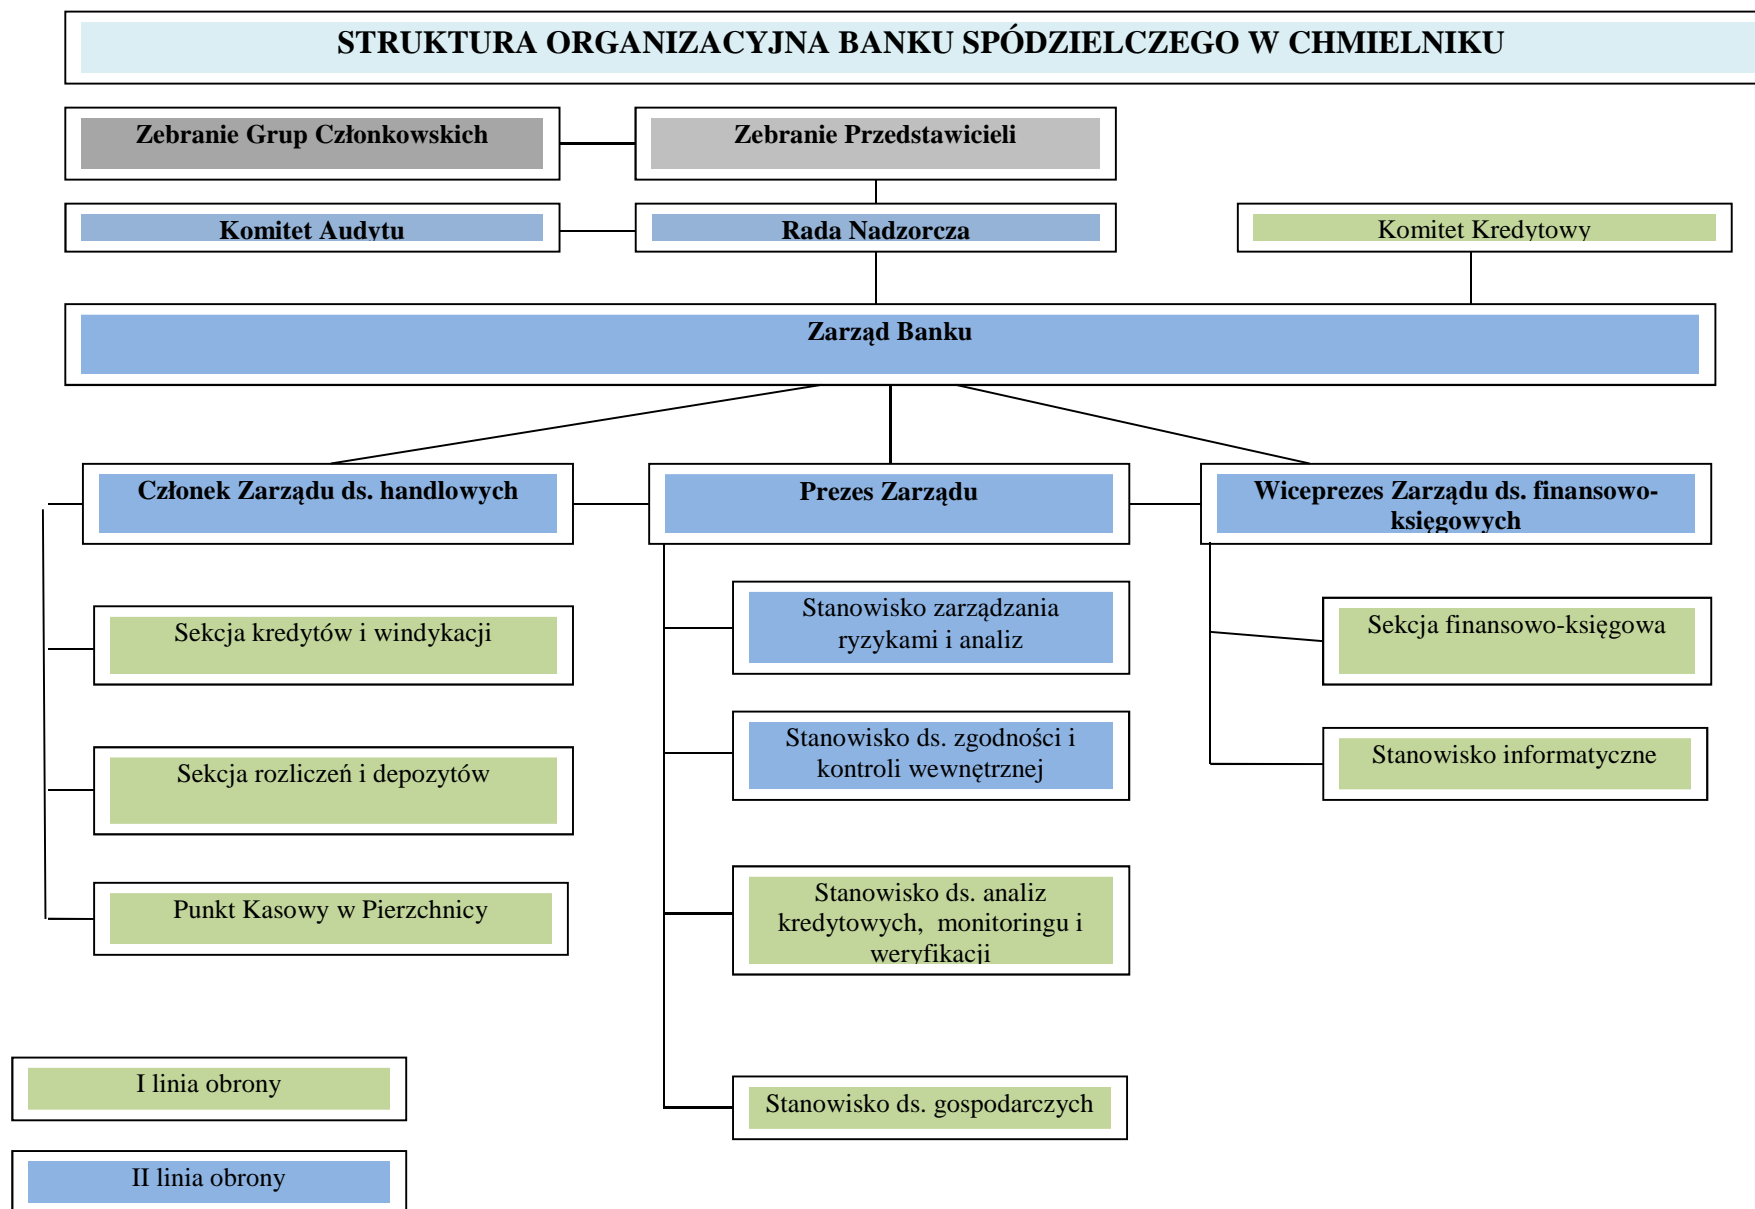 STRUKTURA ORGANIZACYJNA BANKU SPÓDZIELCZEGO W CHMIELNIKU
Zebranie Grup Członkowskich
Zebranie Przedstawicieli
Komitet Audytu
Rada Nadzorcza
Komitet Kredytowy
Zarząd Banku
Członek Zarządu ds. handlowych
Prezes Zarządu
Wiceprezes Zarządu ds. finansowo-
księgowych
Sekcja kredytów i windykacji
Stanowisko zarządzania
ryzykami i analiz
Sekcja finansowo-księgowa
Sekcja rozliczeń i depozytów
Stanowisko ds. zgodności i
kontroli wewnętrznej
Stanowisko informatyczne
Punkt Kasowy w Pierzchnicy
Stanowisko ds. analiz
kredytowych, monitoringu i
weryfikacji
I linia obrony
Stanowisko ds. gospodarczych
II linia obrony